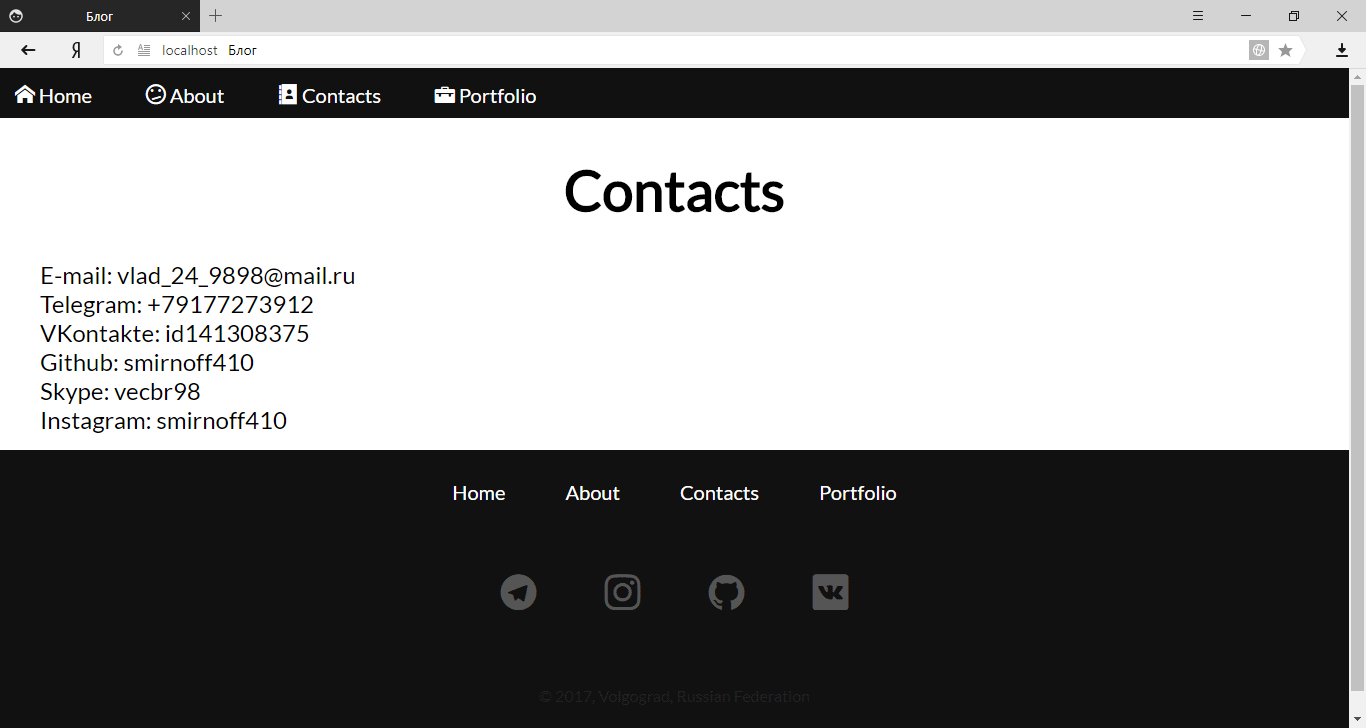 Блог
Я
localhost Блог
Home About Contacts Portfolio
Contacts
E-mail: vlad_24_9898@mail.ru
Telegram: +79177273912
VKontakte: id141308375
Github: smirnoff410
Skype: vecbr98
Instagram: smirnoff410
Home About Contacts Portfolio
© 2017, Volgograd, Russian Federation